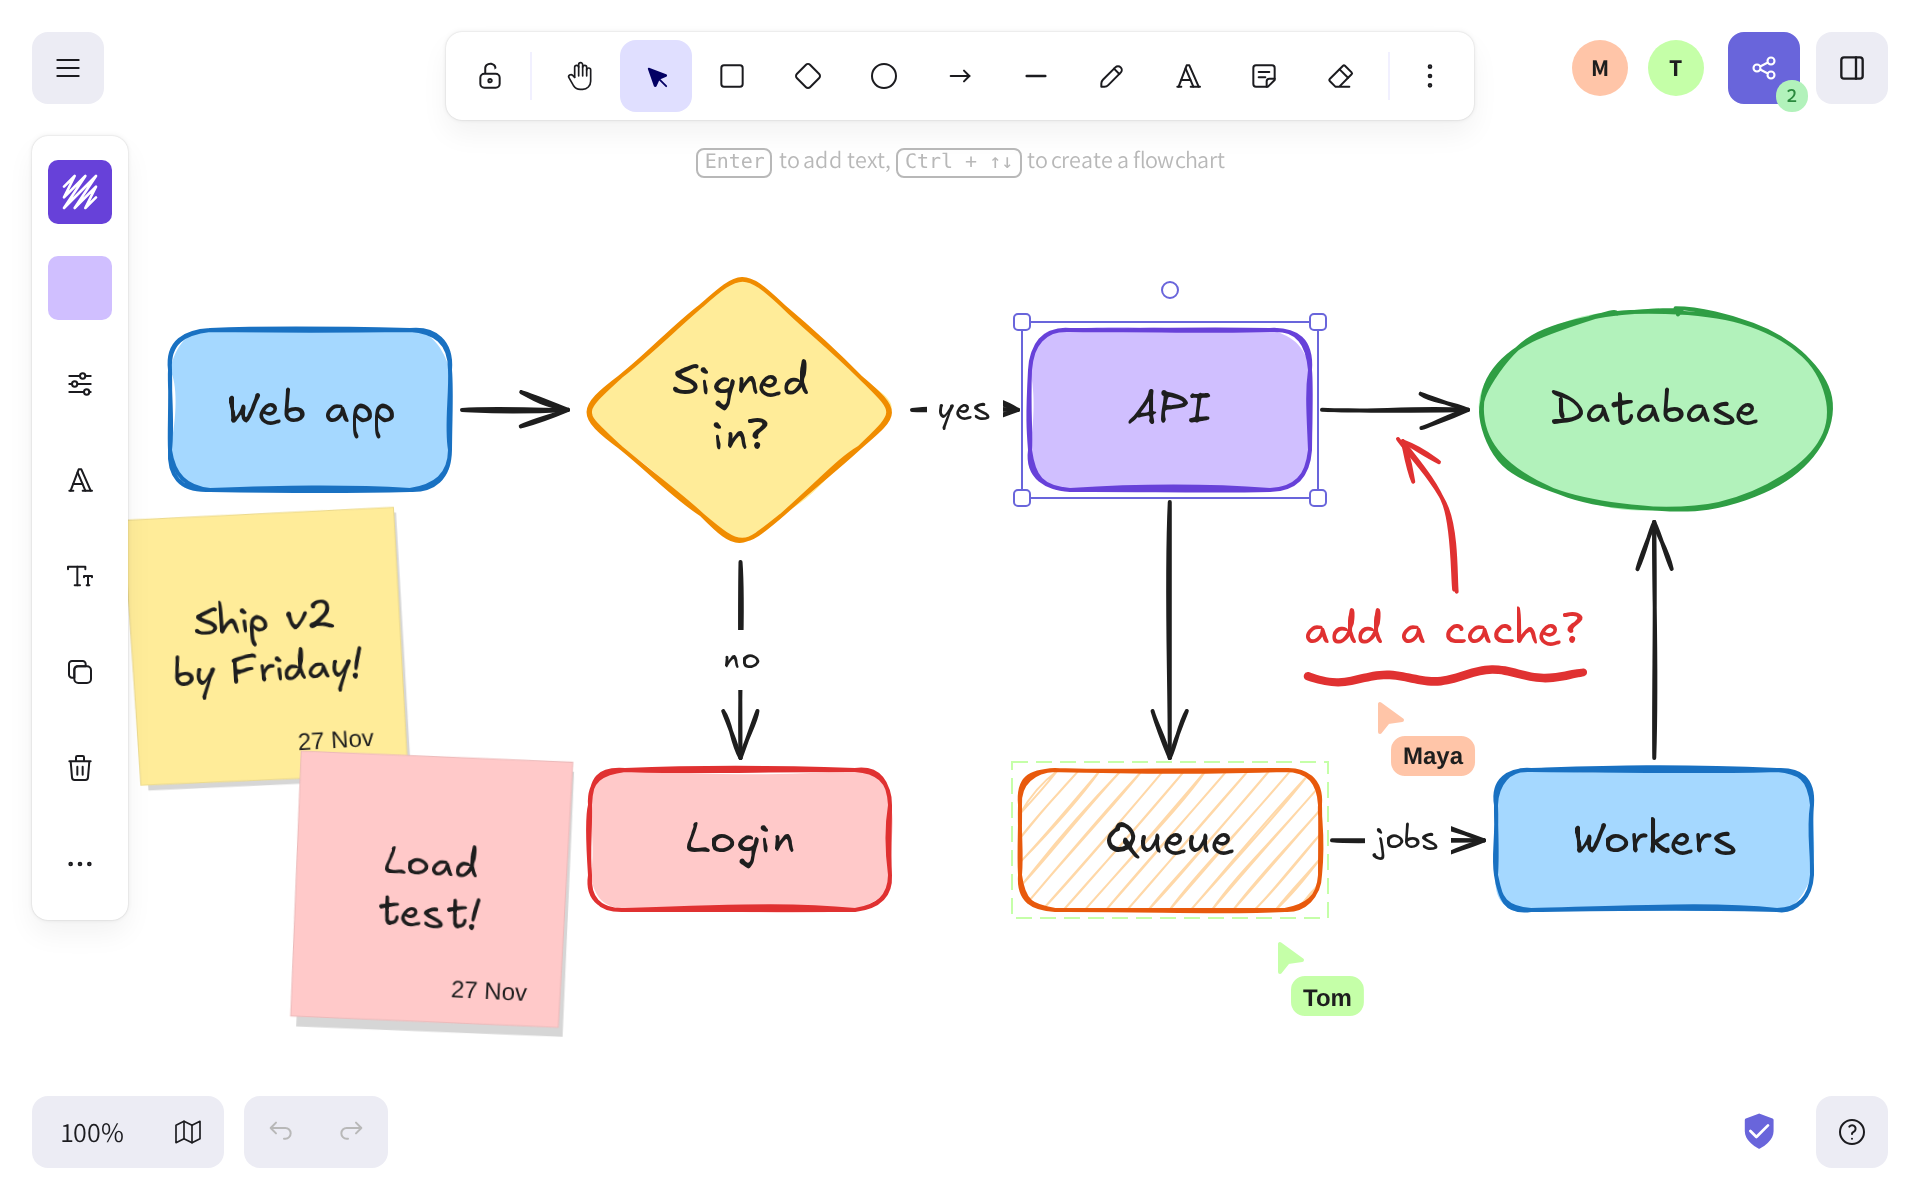 M
T
2
Enter to add text, Ctrl + ↑↓ to create a flowchart
Web app
Signed
in?
yes
API
Database
Ship v2
by Friday!
27 Nov
no
add a cache?
Maya
Load
test!
27 Nov
Login
Queue
jobs
Workers
Tom
100%